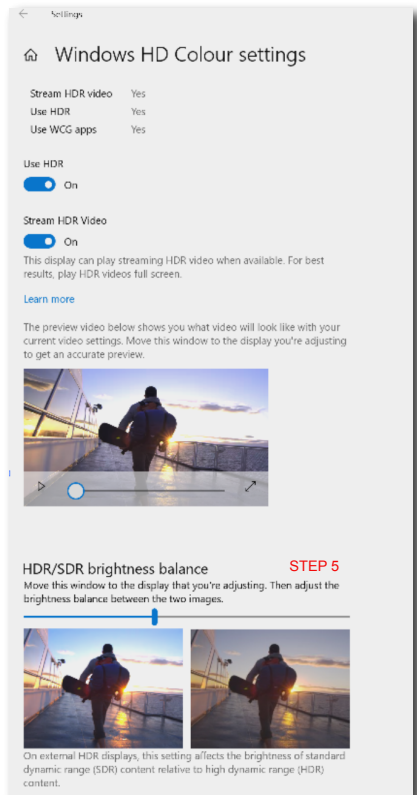 Settings
Windows HD Colour settings
Stream HDR video Yes
Use HDR Yes
Use WCG apps Yes
Use HDR
On
Stream HDR Video
On
This display can play streaming HDR video when available. For best
results, play HDR videos full screen.
Learn more
The preview video below shows you what video will look like with your
current video settings. Move this window to the display you're adjusting
to get an accurate preview.
HDR/SDR brightness balance STEP 5
Move this window to the display that you're adjusting. Then adjust the
brightness balance between the two images.
On external HDR displays, this setting affects the brightness of standard
dynamic range (SDR) content relative to high dynamic range (HDR)
content.